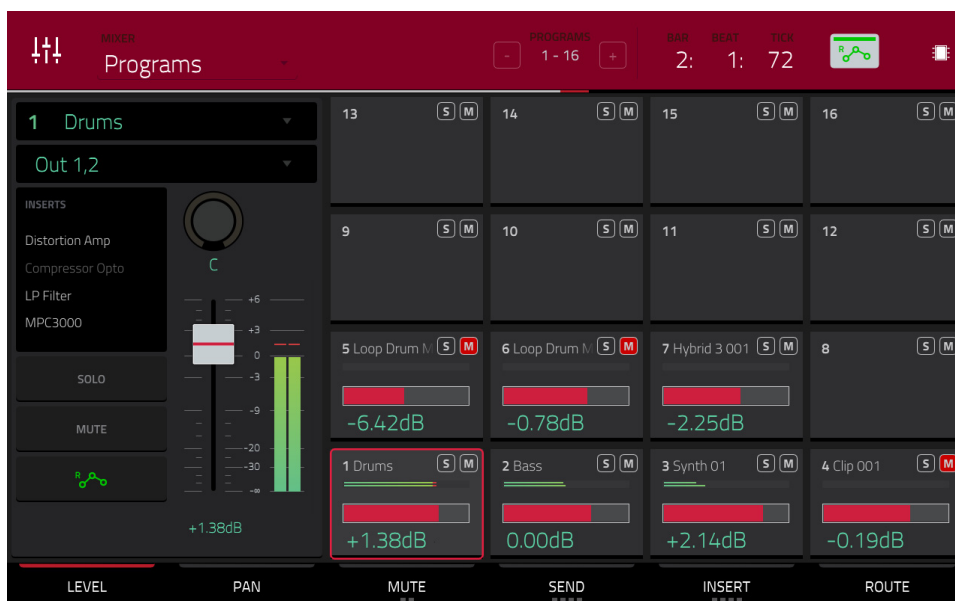 MIXER
Programs
PROGRAMS
- 1 - 16 +
BAR BEAT TICK
2: 1: 72
R
1 Drums
Out 1,2
INSERTS
Distortion Amp
Compressor Opto
LP Filter
MPC3000
SOLO
MUTE
R
C
+6
+3
0
-3
-9
-20
-30
-∞
+1.38dB
13 S M
14 S M
15 S M
16 S M
9 S M
10 S M
11 S M
12 S M
5 Loop Drum M S M
-6.42dB
6 Loop Drum M S M
-0.78dB
7 Hybrid 3 001 S M
-2.25dB
8 S M
1 Drums S M
+1.38dB
2 Bass S M
0.00dB
3 Synth 01 S M
+2.14dB
4 Clip 001 S M
-0.19dB
LEVEL PAN MUTE SEND INSERT ROUTE